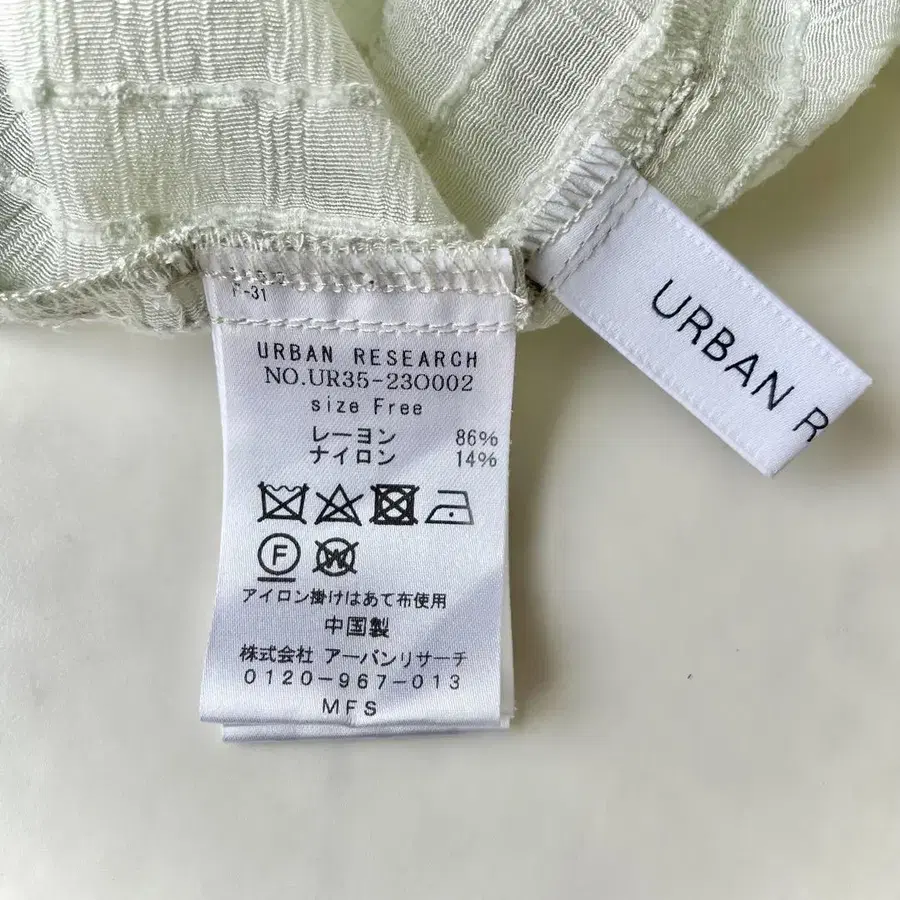 F-31
URBAN RESEARCH
NO.UR35-230002
size Free
レーヨン 86%
ナイロン 14%
F
W
アイロン掛けはあて布使用
中国製
株式会社 アーバンリサーチ
0120-967-013
MFS
URBAN R